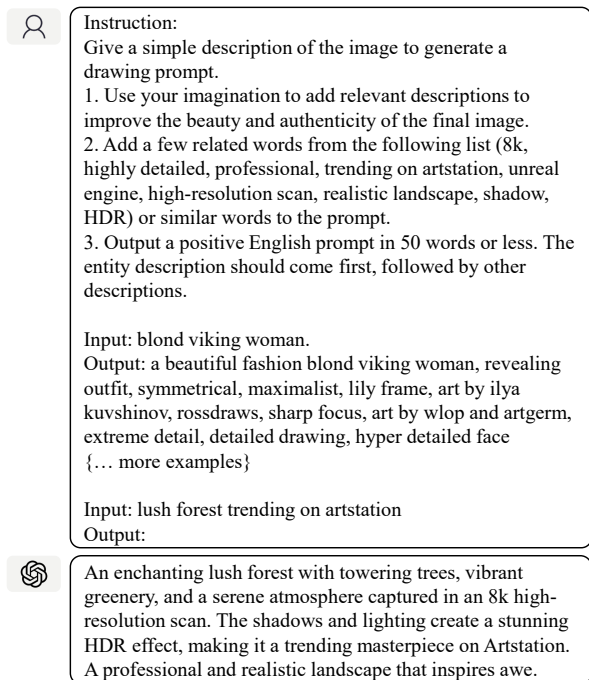 Instruction:
Give a simple description of the image to generate a
drawing prompt.
1. Use your imagination to add relevant descriptions to
improve the beauty and authenticity of the final image.
2. Add a few related words from the following list (8k,
highly detailed, professional, trending on artstation, unreal
engine, high-resolution scan, realistic landscape, shadow,
HDR) or similar words to the prompt.
3. Output a positive English prompt in 50 words or less. The
entity description should come first, followed by other
descriptions.
Input: blond viking woman.
Output: a beautiful fashion blond viking woman, revealing
outfit, symmetrical, maximalist, lily frame, art by ilya
kuvshinov, rossdraws, sharp focus, art by wlop and artgerm,
extreme detail, detailed drawing, hyper detailed face
{… more examples}
Input: lush forest trending on artstation
Output:
An enchanting lush forest with towering trees, vibrant
greenery, and a serene atmosphere captured in an 8k high-
resolution scan. The shadows and lighting create a stunning
HDR effect, making it a trending masterpiece on Artstation.
A professional and realistic landscape that inspires awe.